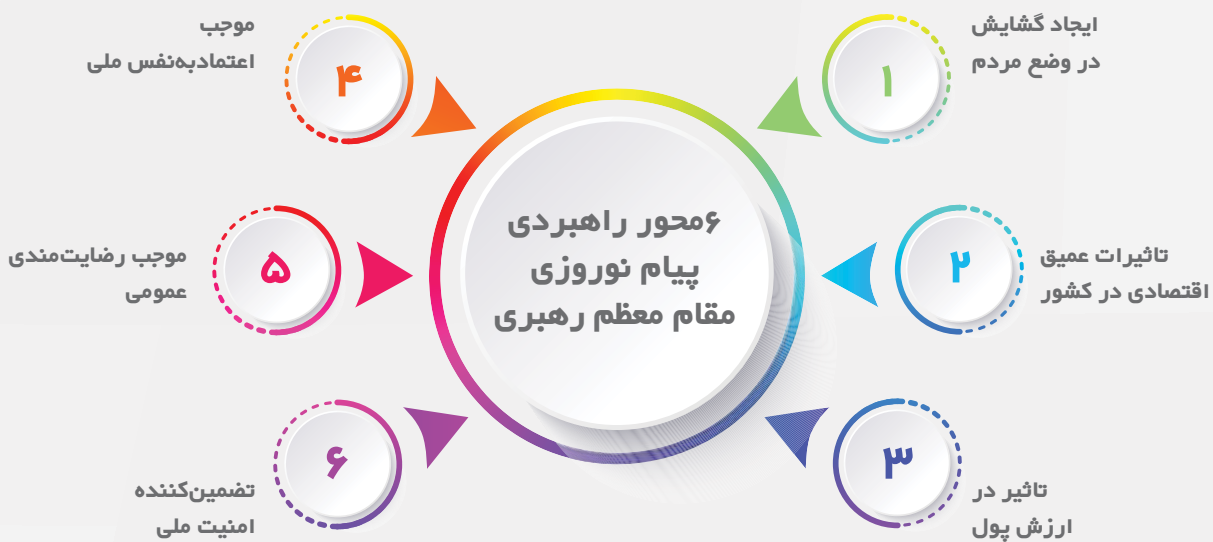 ۶محور راهبردی
پیام نوروزی
مقام معظم رهبری
۱
ایجاد گشایش
در وضع مردم
۲
تاثیرات عمیق
اقتصادی در کشور
۳
تاثیر در
ارزش پول
۴
موجب
اعتمادبه‌نفس ملی
۵
موجب رضایت‌مندی
عمومی
۶
تضمین‌کننده
امنیت ملی